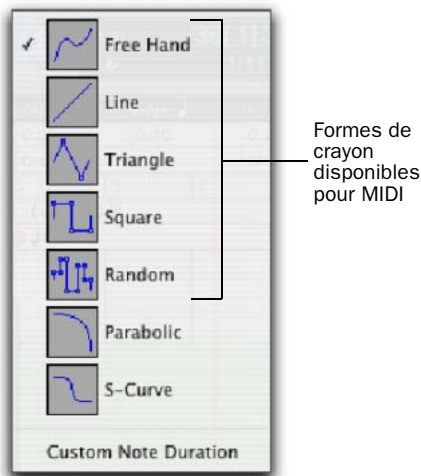 ✓ Free Hand
Line
Triangle
Square
Random
Parabolic
S-Curve
Custom Note Duration
Formes de
crayon
disponibles
pour MIDI